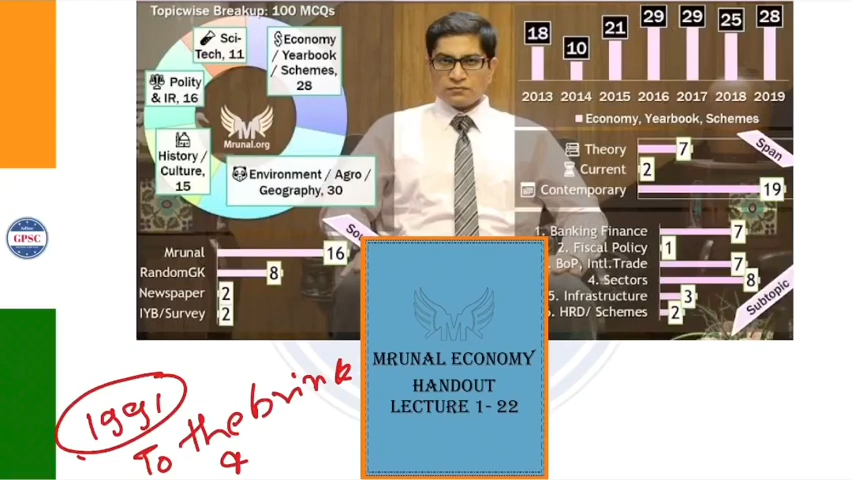 Topicwise Breakup: 100 MCQs
Sci-
Tech, 11
Economy
/ Yearbook
/ Schemes,
28
Polity
& IR, 16
Mrunal.org
History /
Culture,
15
Environment / Agro /
Geography, 30
18
10
21
29
29
25
28
2013
2014
2015
2016
2017
2018
2019
Economy, Yearbook, Schemes
Span
Theory
7
Current
2
Contemporary
19
Mrunal
16
RandomGK
8
Newspaper
2
IYB/Survey
2
1. Banking Finance
7
2. Fiscal Policy
1
BoP, Intl.Trade
7
4. Sectors
8
5. Infrastructure
3
HRD/ Schemes
2
Subtopic
GPSC
MRUNAL ECONOMY
HANDOUT
LECTURE 1- 22
1991
To the brink
&